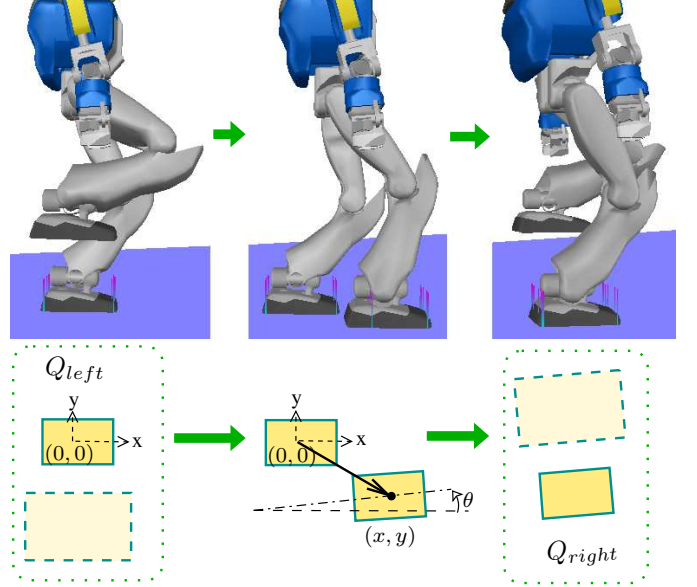 Q_left
y
x
(0, 0)
y
x
(0, 0)
θ
(x, y)
Q_right